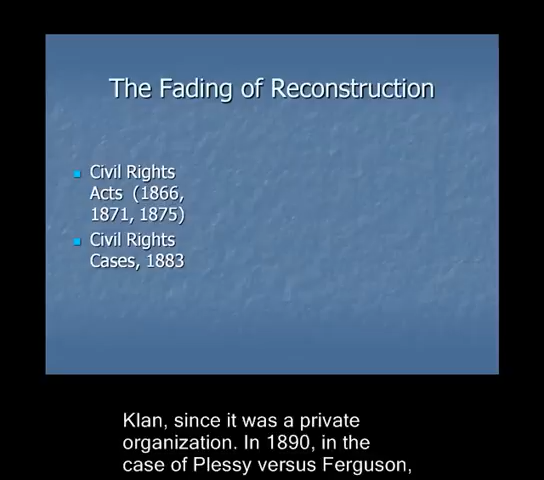 The Fading of Reconstruction
Civil Rights
Acts (1866,
1871, 1875)
Civil Rights
Cases, 1883
Klan, since it was a private
organization. In 1890, in the
case of Plessy versus Ferguson,